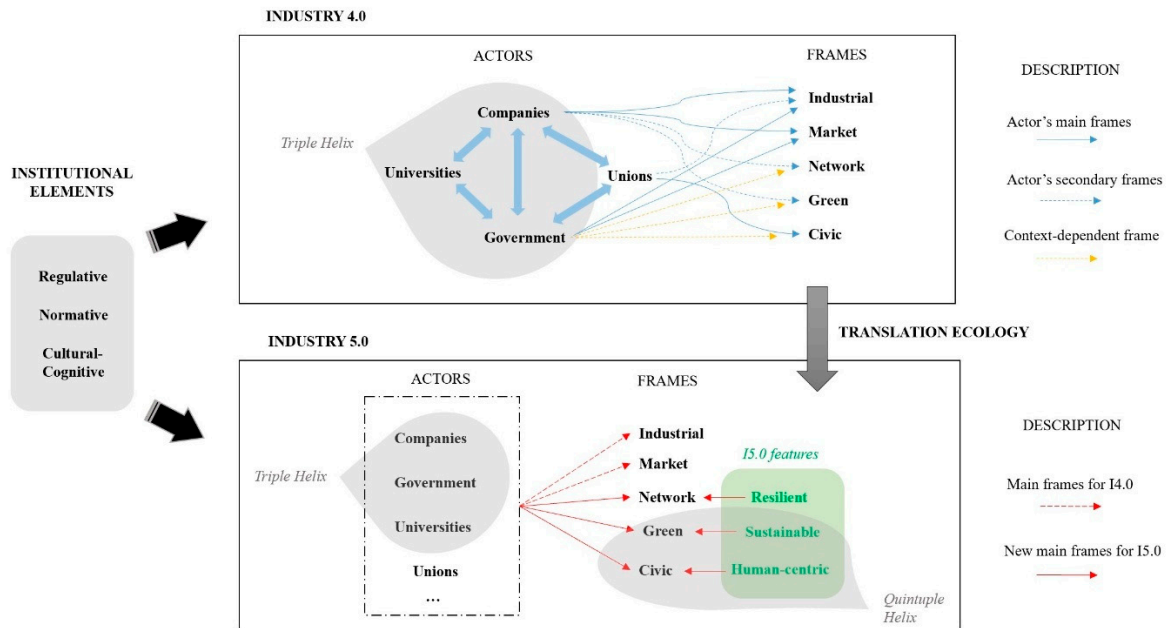 INDUSTRY 4.0
ACTORS
FRAMES
DESCRIPTION
Triple Helix
Companies
Universities
Unions
Government
Industrial
Market
Network
Green
Civic
Actor's main frames
Actor's secondary frames
Context-dependent frame
INSTITUTIONAL
ELEMENTS
Regulative
Normative
Cultural-
Cognitive
TRANSLATION ECOLOGY
INDUSTRY 5.0
ACTORS
FRAMES
DESCRIPTION
Triple Helix
Companies
Government
Universities
Unions
...
Industrial
Market
Network
Green
Civic
I5.0 features
Resilient
Sustainable
Human-centric
Quintuple
Helix
Main frames for I4.0
New main frames for I5.0